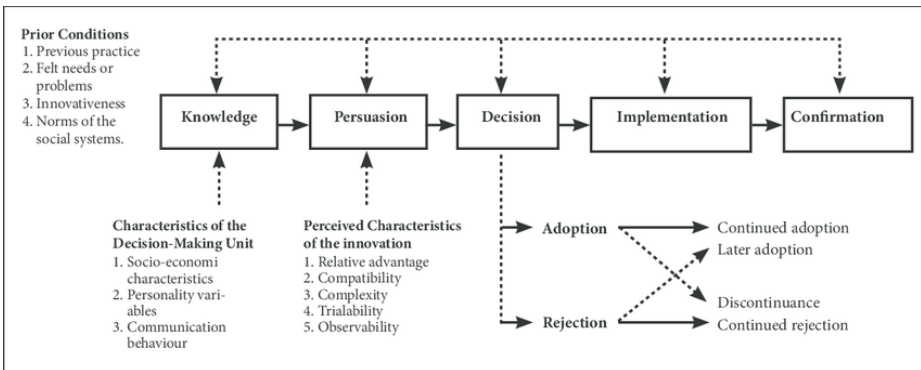 Prior Conditions
1. Previous practice
2. Felt needs or
problems
3. Innovativeness
4. Norms of the
social systems.
Knowledge
Persuasion
Decision
Implementation
Confirmation
Characteristics of the
Decision-Making Unit
1. Socio-economi
characteristics
2. Personality vari-
ables
3. Communication
behaviour
Perceived Characteristics
of the innovation
1. Relative advantage
2. Compatibility
3. Complexity
4. Trialability
5. Observability
Adoption
Rejection
Continued adoption
Later adoption
Discontinuance
Continued rejection